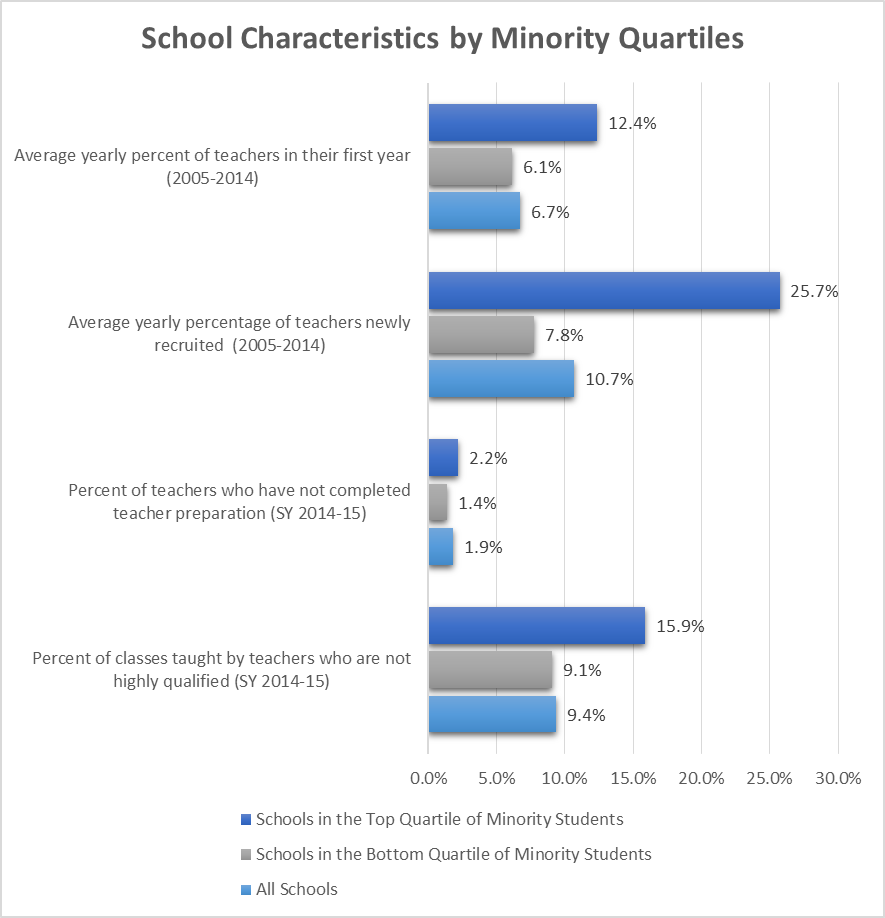 School Characteristics by Minority Quartiles
Average yearly percent of teachers in their first year
(2005-2014)
12.4%
6.1%
6.7%
Average yearly percentage of teachers newly
recruited (2005-2014)
25.7%
7.8%
10.7%
Percent of teachers who have not completed
teacher preparation (SY 2014-15)
2.2%
1.4%
1.9%
Percent of classes taught by teachers who are not
highly qualified (SY 2014-15)
15.9%
9.1%
9.4%
0.0% 5.0% 10.0% 15.0% 20.0% 25.0% 30.0%
Schools in the Top Quartile of Minority Students
Schools in the Bottom Quartile of Minority Students
All Schools